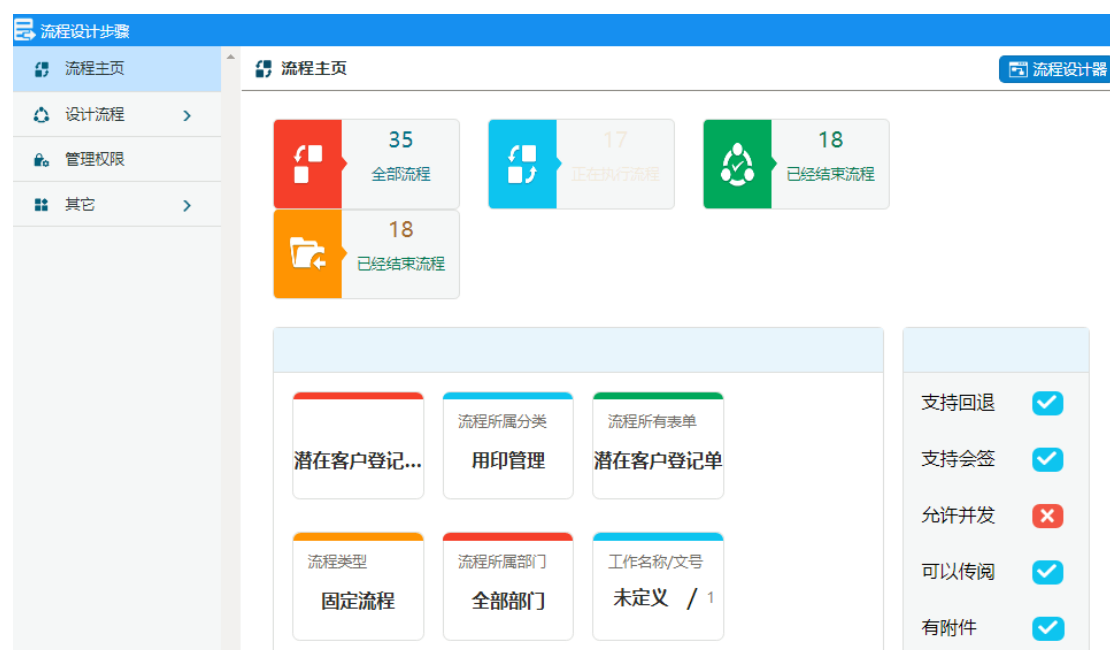 流程设计步骤
流程主页
设计流程
管理权限
其它
流程主页
流程设计器
35
全部流程
17
正在执行流程
18
已经结束流程
18
已经结束流程
潜在客户登记...
流程所属分类
用印管理
流程所有表单
潜在客户登记单
流程类型
固定流程
流程所属部门
全部部门
工作名称/文号
未定义 / 1
支持回退
支持会签
允许并发
可以传阅
有附件